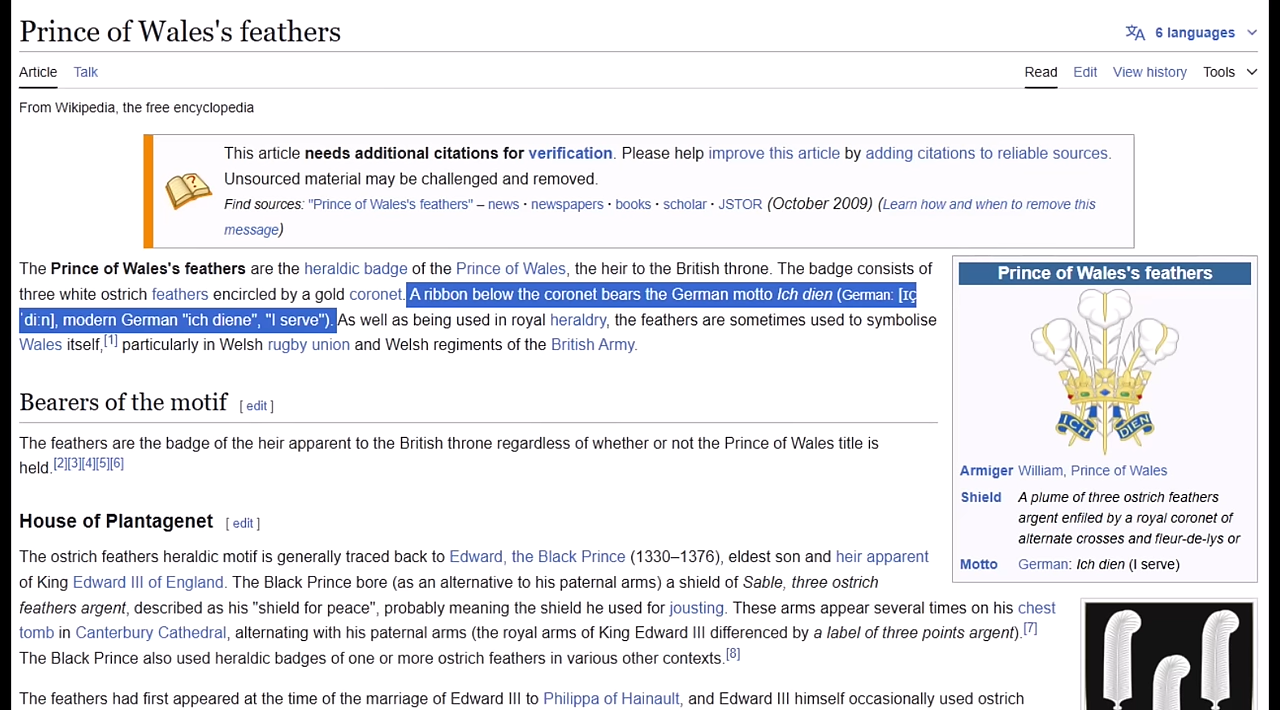 Prince of Wales's feathers
6 languages
Article Talk
Read Edit View history Tools
From Wikipedia, the free encyclopedia
This article needs additional citations for verification. Please help improve this article by adding citations to reliable sources.
Unsourced material may be challenged and removed.
Find sources: "Prince of Wales's feathers" – news · newspapers · books · scholar · JSTOR (October 2009) (Learn how and when to remove this
message)
The Prince of Wales's feathers are the heraldic badge of the Prince of Wales, the heir to the British throne. The badge consists of
three white ostrich feathers encircled by a gold coronet. A ribbon below the coronet bears the German motto Ich dien (German: [ɪç
ˈdiːn], modern German "ich diene", "I serve"). As well as being used in royal heraldry, the feathers are sometimes used to symbolise
Wales itself,[1] particularly in Welsh rugby union and Welsh regiments of the British Army.
Prince of Wales's feathers
ICH DIEN
Armiger William, Prince of Wales
Shield A plume of three ostrich feathers
argent enfiled by a royal coronet of
alternate crosses and fleur-de-lys or
Motto German: Ich dien (I serve)
Bearers of the motif [ edit ]
The feathers are the badge of the heir apparent to the British throne regardless of whether or not the Prince of Wales title is
held.[2][3][4][5][6]
House of Plantagenet [ edit ]
The ostrich feathers heraldic motif is generally traced back to Edward, the Black Prince (1330–1376), eldest son and heir apparent
of King Edward III of England. The Black Prince bore (as an alternative to his paternal arms) a shield of Sable, three ostrich
feathers argent, described as his "shield for peace", probably meaning the shield he used for jousting. These arms appear several times on his chest
tomb in Canterbury Cathedral, alternating with his paternal arms (the royal arms of King Edward III differenced by a label of three points argent).[7]
The Black Prince also used heraldic badges of one or more ostrich feathers in various other contexts.[8]
The feathers had first appeared at the time of the marriage of Edward III to Philippa of Hainault, and Edward III himself occasionally used ostrich